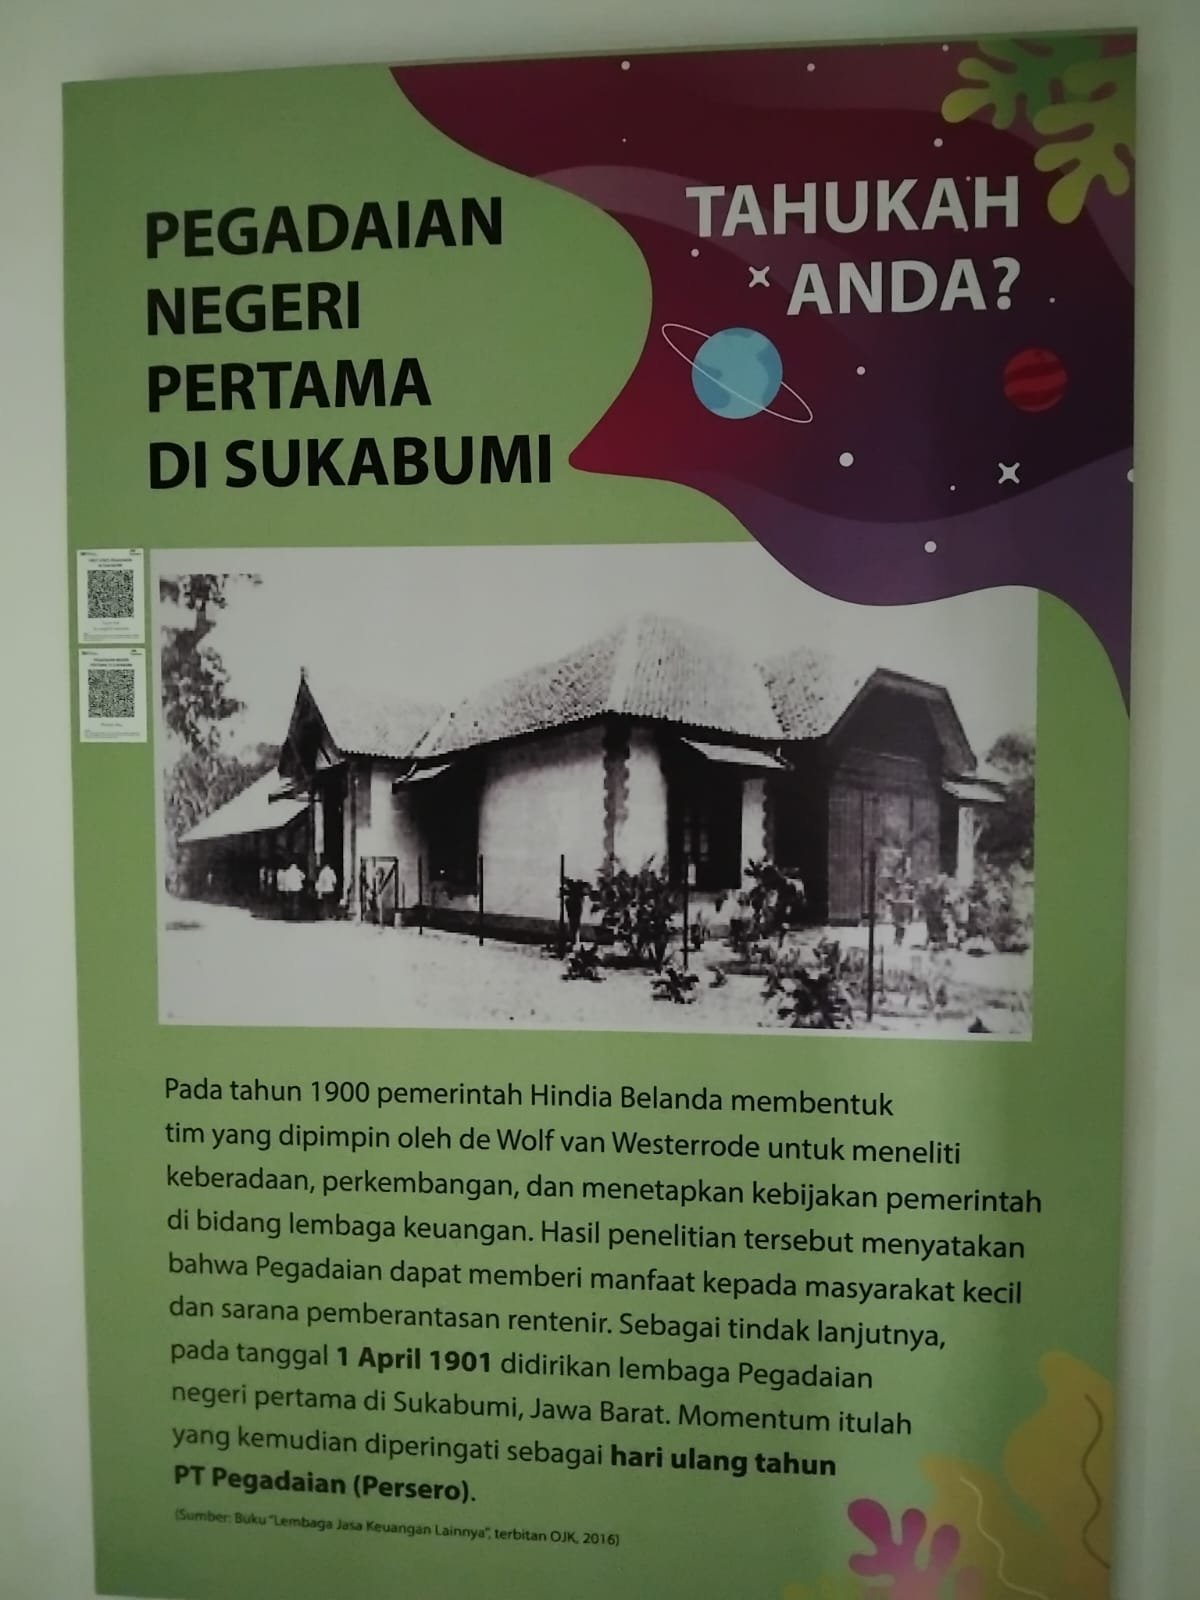 PEGADAIAN
NEGERI
PERTAMA
DI SUKABUMI
TAHUKAH
ANDA?
Pada tahun 1900 pemerintah Hindia Belanda membentuk
tim yang dipimpin oleh de Wolf van Westerrode untuk meneliti
keberadaan, perkembangan, dan menetapkan kebijakan pemerintah
di bidang lembaga keuangan. Hasil penelitian tersebut menyatakan
bahwa Pegadaian dapat memberi manfaat kepada masyarakat kecil
dan sarana pemberantasan rentenir. Sebagai tindak lanjutnya,
pada tanggal 1 April 1901 didirikan lembaga Pegadaian
negeri pertama di Sukabumi, Jawa Barat. Momentum itulah
yang kemudian diperingati sebagai hari ulang tahun
PT Pegadaian (Persero).
(Sumber: Buku "Lembaga Jasa Keuangan Lainnya", terbitan OJK, 2016)